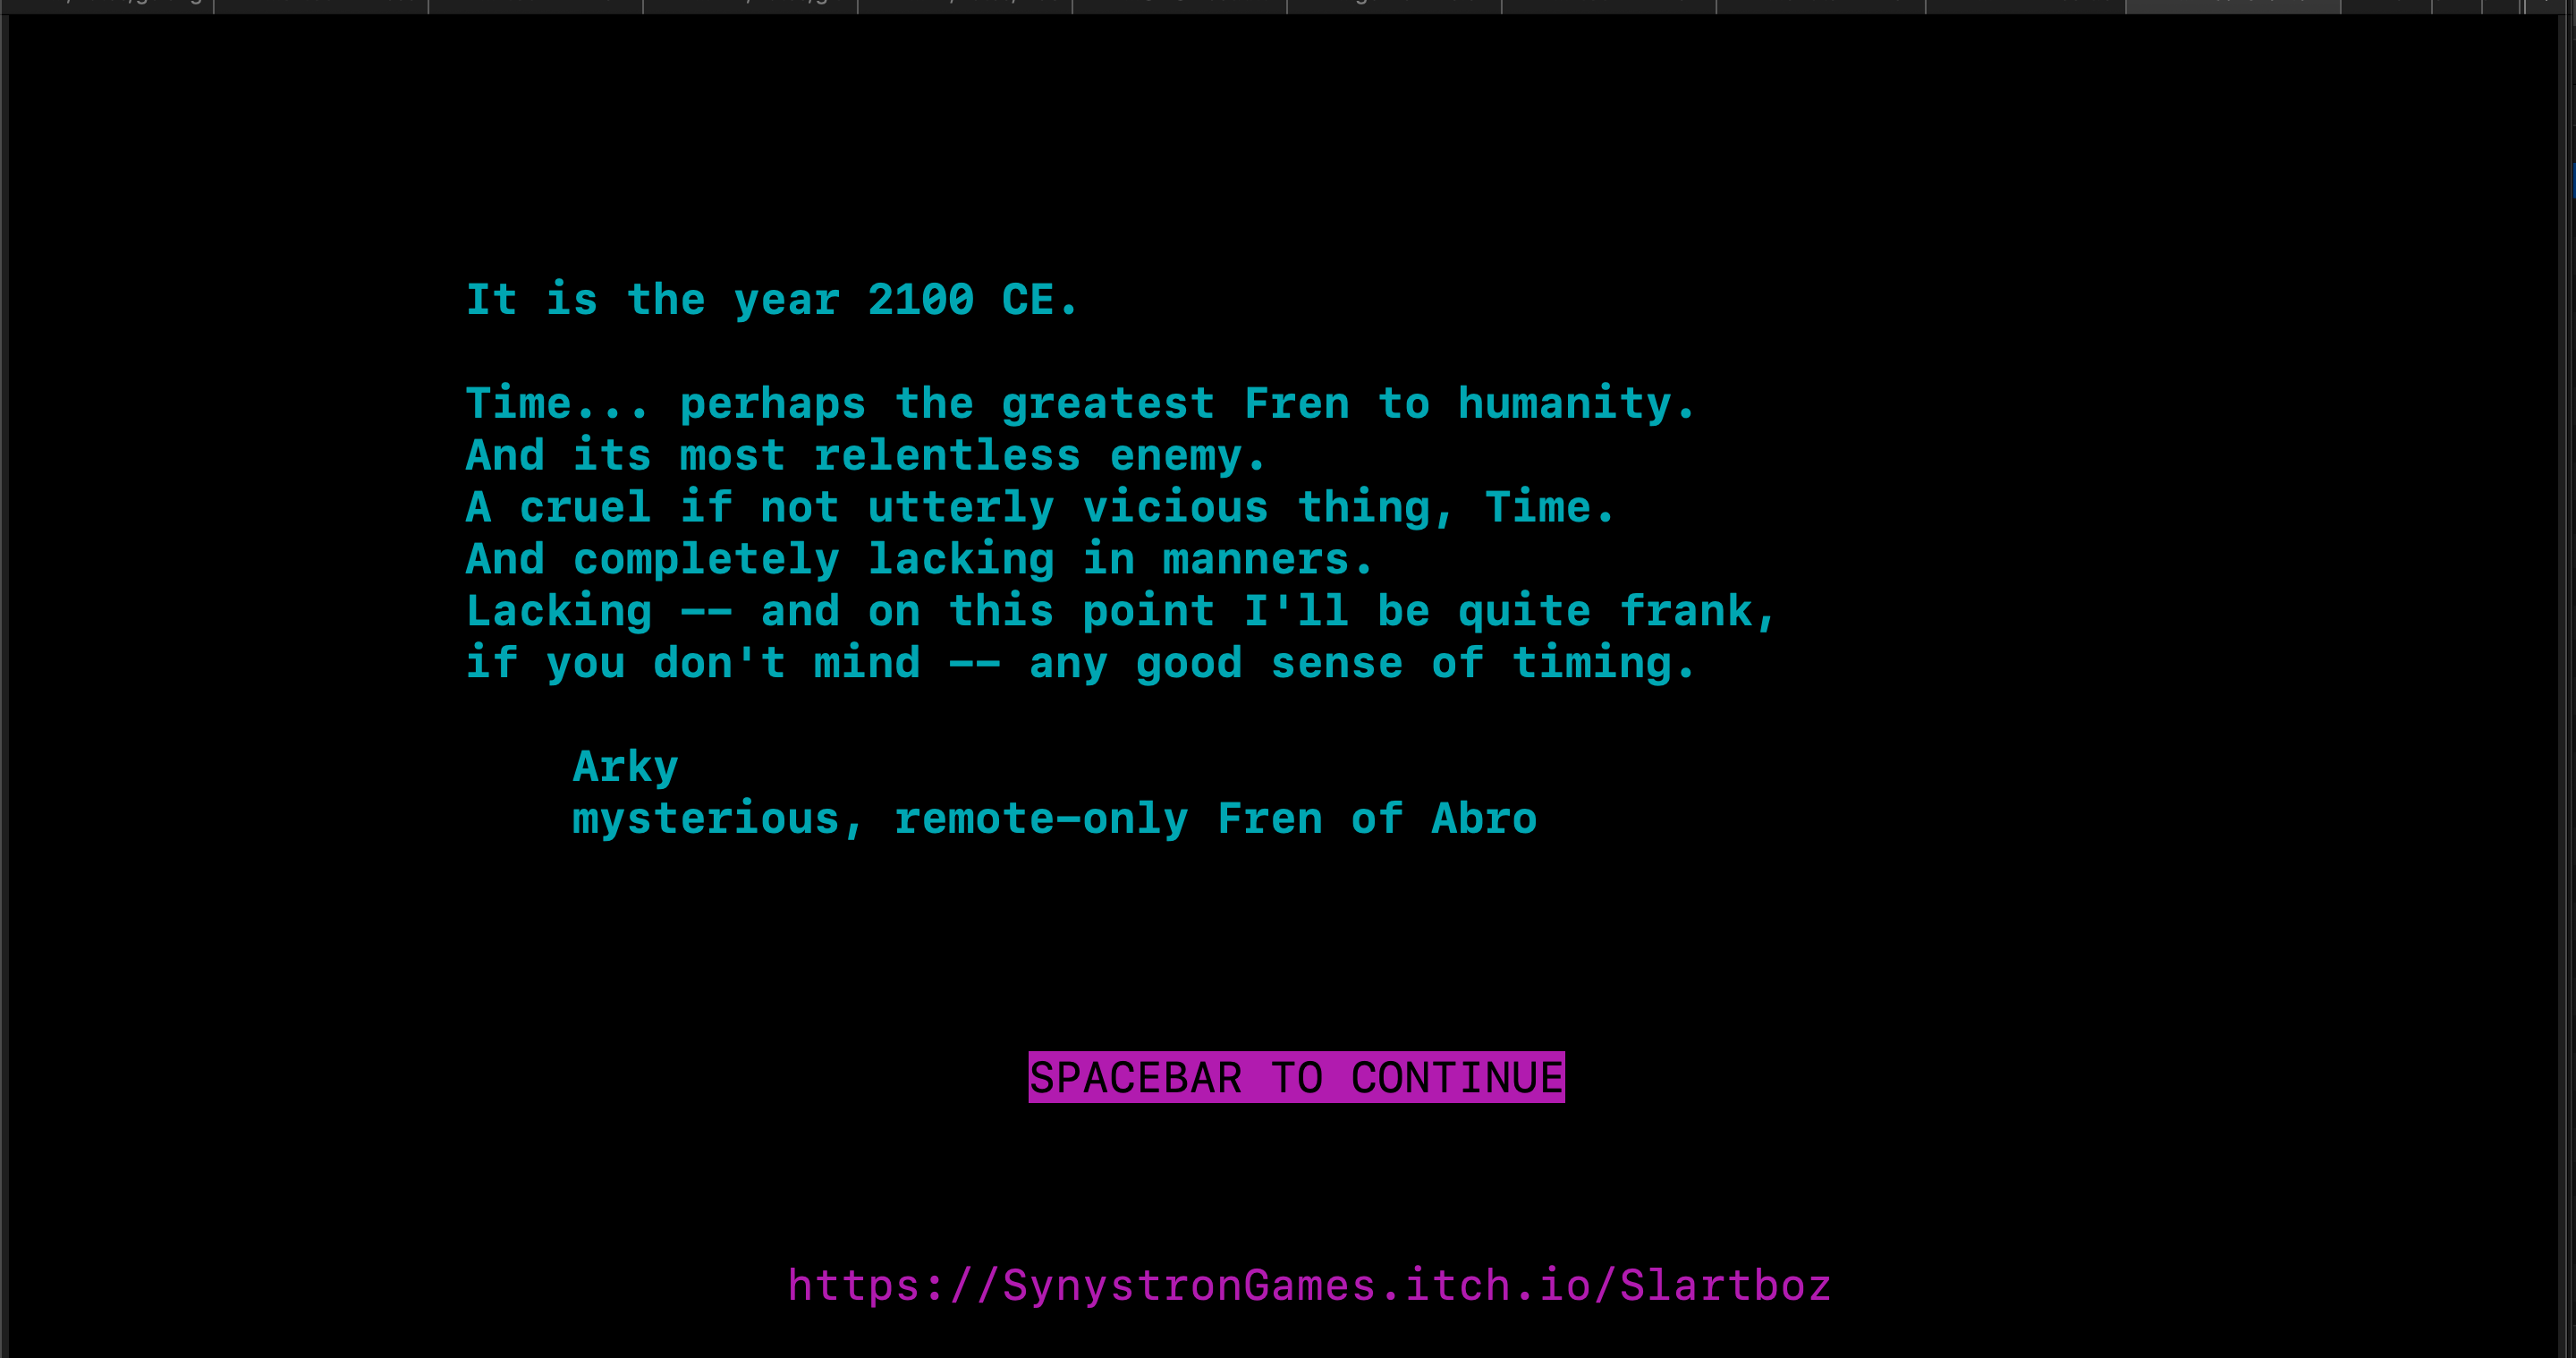 It is the year 2100 CE.
Time... perhaps the greatest Fren to humanity.
And its most relentless enemy.
A cruel if not utterly vicious thing, Time.
And completely lacking in manners.
Lacking -- and on this point I'll be quite frank,
if you don't mind -- any good sense of timing.
Arky
mysterious, remote-only Fren of Abro
SPACEBAR TO CONTINUE
https://SynystronGames.itch.io/Slartboz